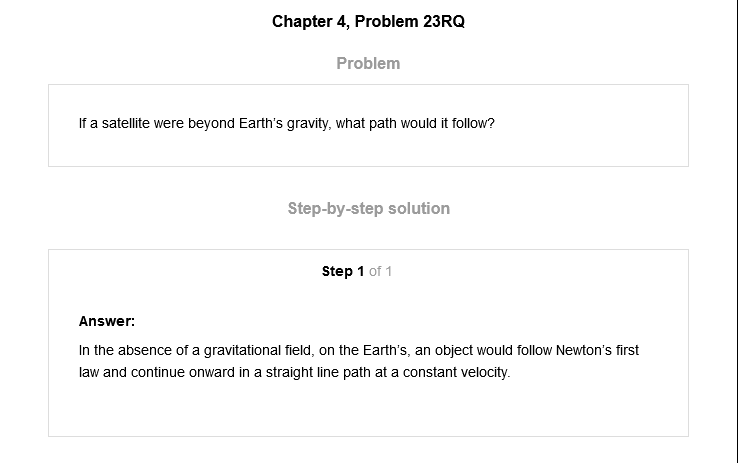 Chapter 4, Problem 23RQ
Problem
If a satellite were beyond Earth's gravity, what path would it follow?
Step-by-step solution
Step 1 of 1
Answer:
In the absence of a gravitational field, on the Earth's, an object would follow Newton's first
law and continue onward in a straight line path at a constant velocity.